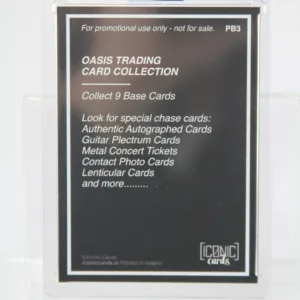 For promotional use only - not for sale. PB3
OASIS TRADING
CARD COLLECTION
Collect 9 Base Cards
Look for special chase cards:
Authentic Autographed Cards
Guitar Plectrum Cards
Metal Concert Tickets
Contact Photo Cards
Lenticular Cards
and more.........
ICONIC
cards